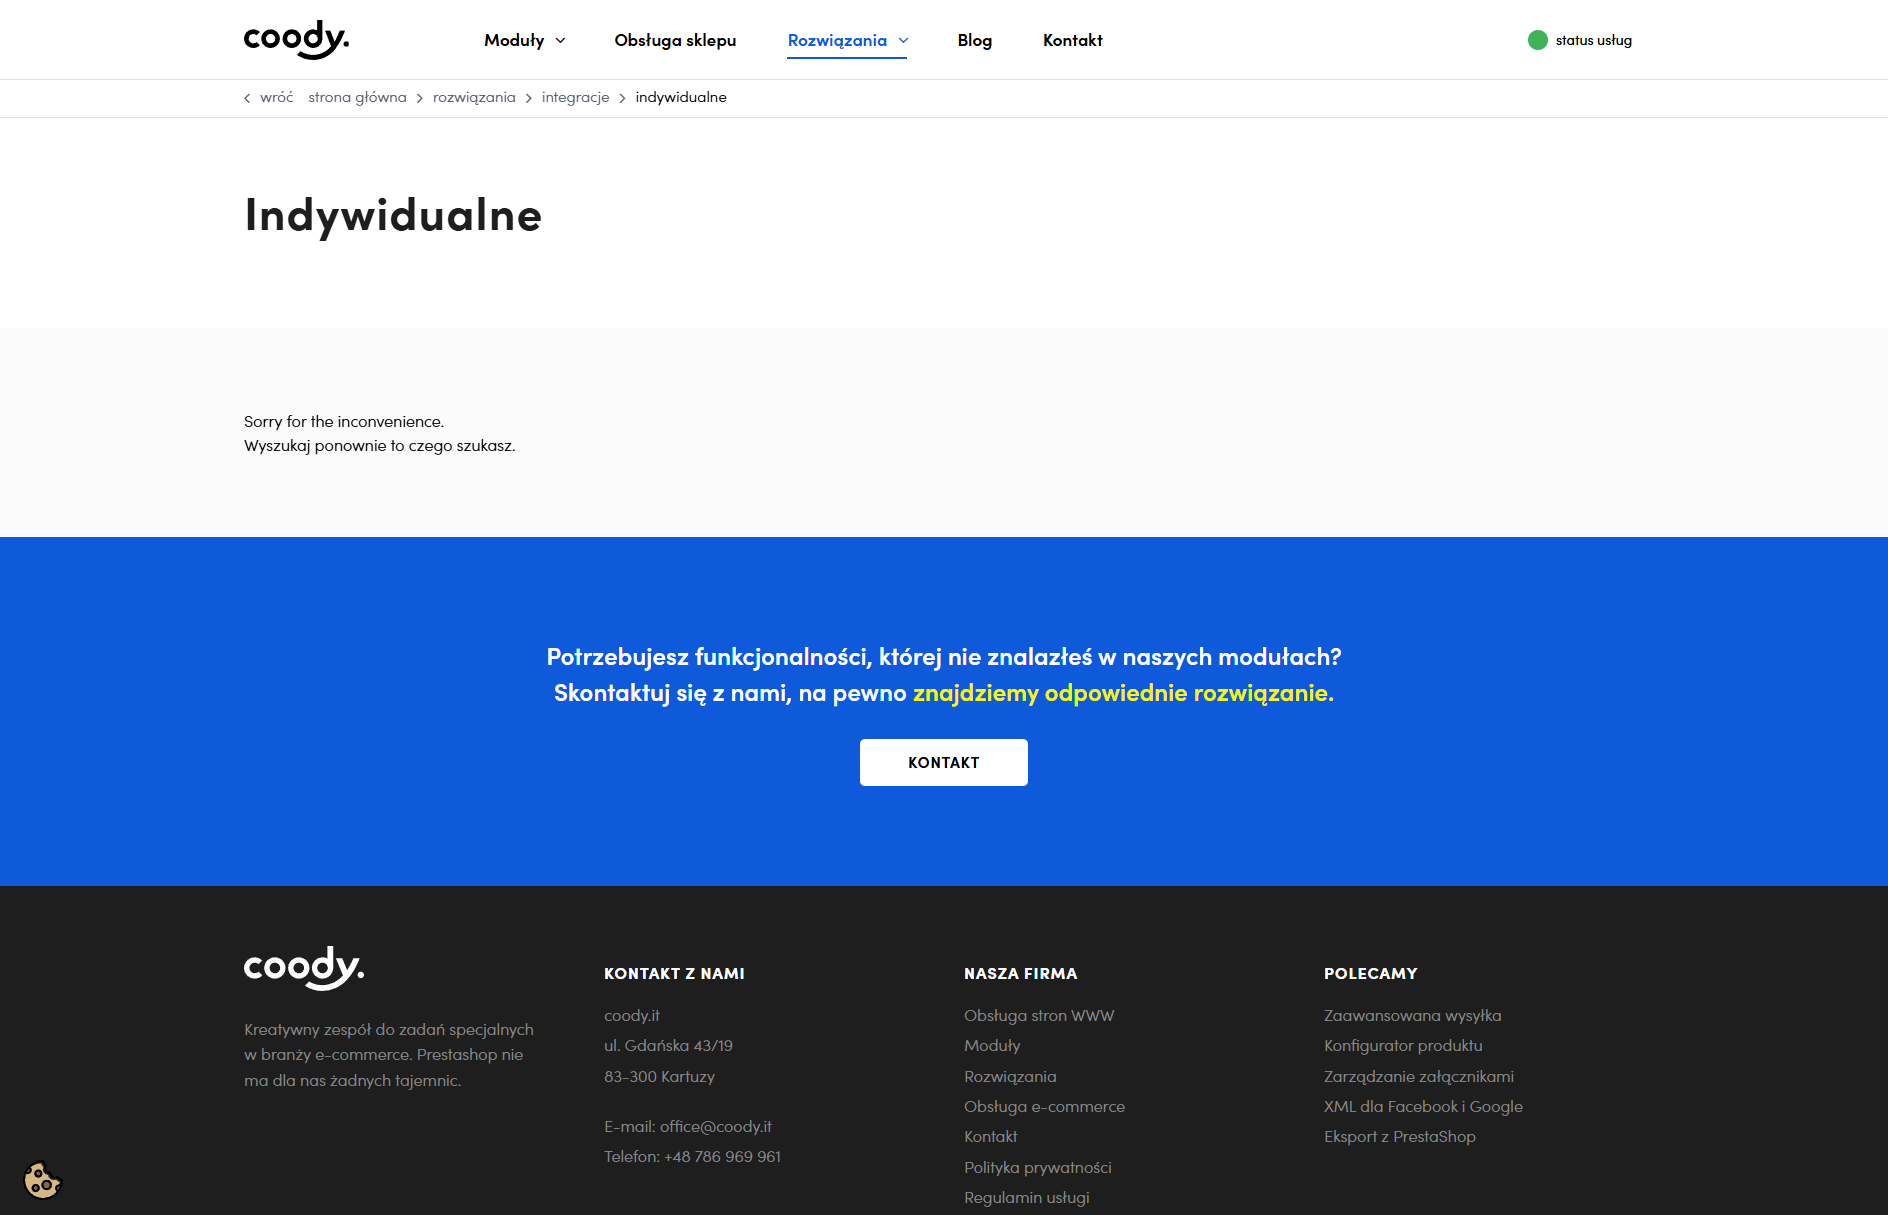 coody.
Moduły
Obsługa sklepu
Rozwiązania
Blog
Kontakt
status usług
wróć
strona główna
rozwiązania
integracje
indywidualne
Indywidualne
Sorry for the inconvenience.
Wyszukaj ponownie to czego szukasz.
Potrzebujesz funkcjonalności, której nie znalazłeś w naszych modułach?
Skontaktuj się z nami, na pewno znajdziemy odpowiednie rozwiązanie.
KONTAKT
coody.
Kreatywny zespół do zadań specjalnych
w branży e-commerce. Prestashop nie
ma dla nas żadnych tajemnic.
KONTAKT Z NAMI
coody.it
ul. Gdańska 43/19
83-300 Kartuzy
E-mail: office@coody.it
Telefon: +48 786 969 961
NASZA FIRMA
Obsługa stron WWW
Moduły
Rozwiązania
Obsługa e-commerce
Kontakt
Polityka prywatności
Regulamin usługi
POLECAMY
Zaawansowana wysyłka
Konfigurator produktu
Zarządzanie załącznikami
XML dla Facebook i Google
Eksport z PrestaShop